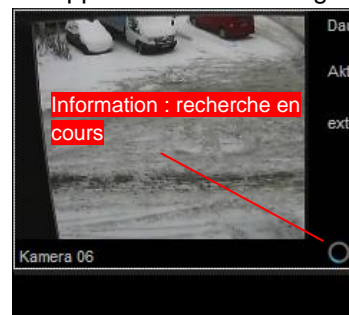 Dau
Akt
Information : recherche en
cours
ext
Kamera 06